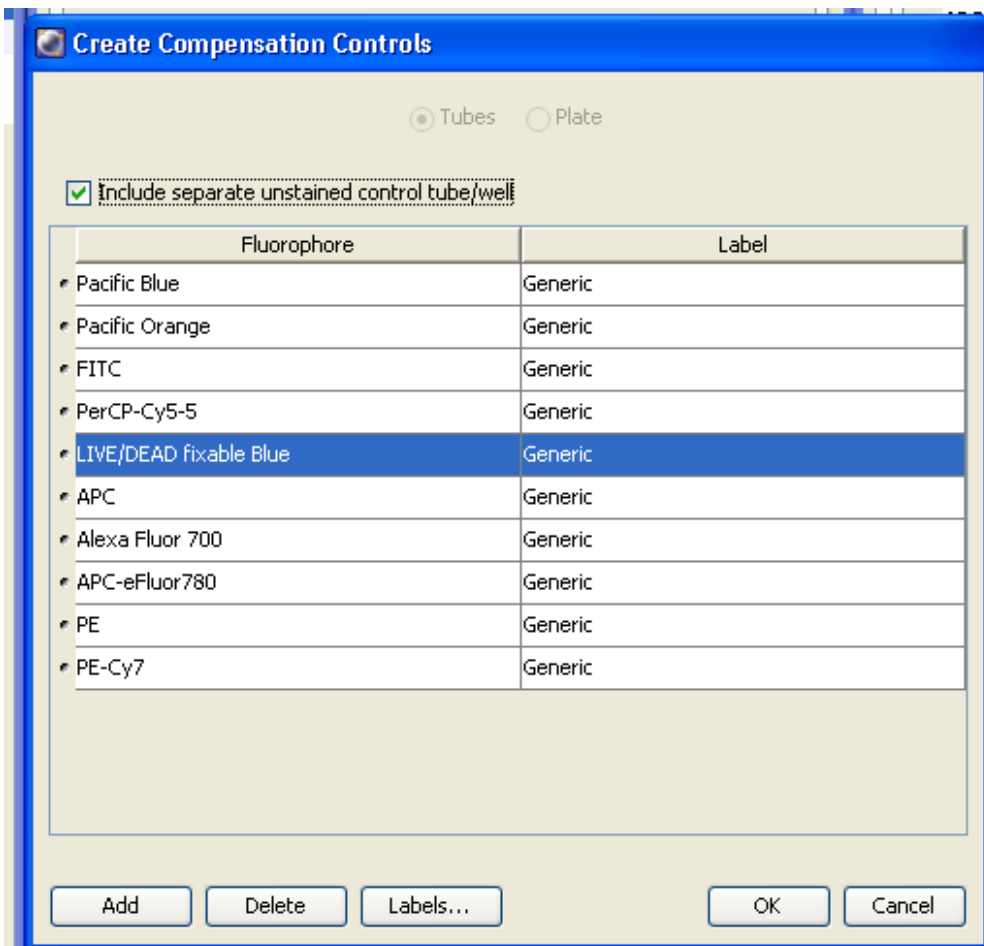 Create Compensation Controls
Tubes Plate
Include separate unstained control tube/well
Fluorophore Label
Pacific Blue Generic
Pacific Orange Generic
FITC Generic
PerCP-Cy5-5 Generic
LIVE/DEAD fixable Blue Generic
APC Generic
Alexa Fluor 700 Generic
APC-eFluor780 Generic
PE Generic
PE-Cy7 Generic
Add Delete Labels... OK Cancel